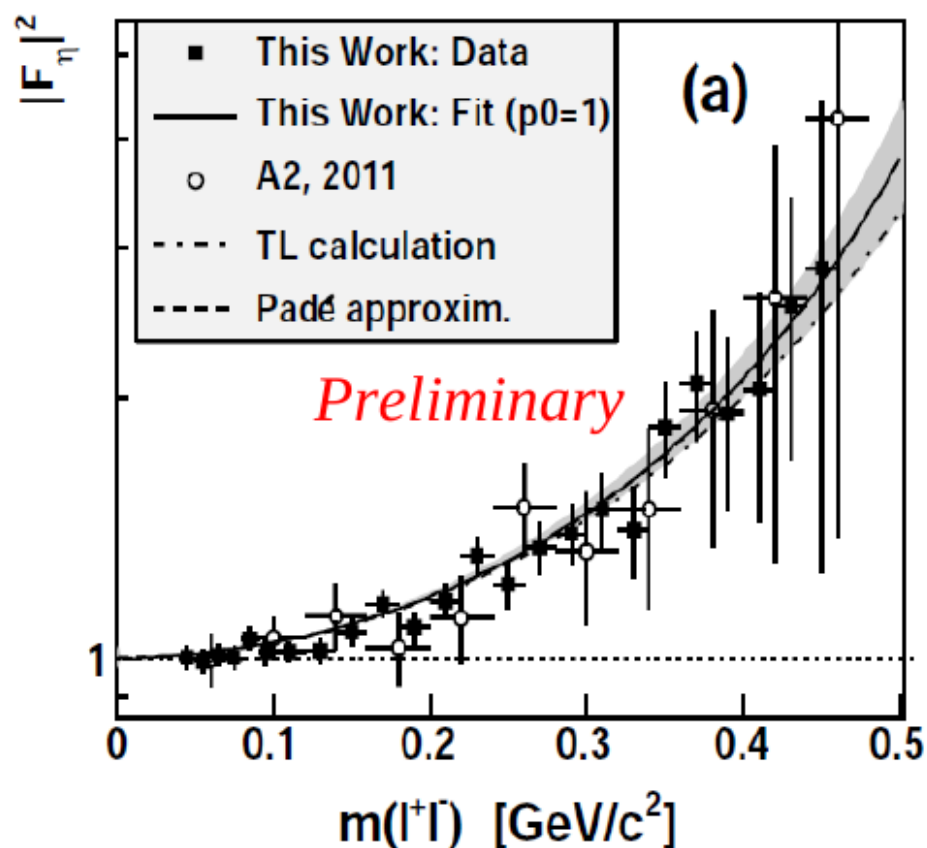 |F_η|²
This Work: Data
This Work: Fit (p0=1)
A2, 2011
TL calculation
Padé approxim.
(a)
Preliminary
1
0 0.1 0.2 0.3 0.4 0.5
m(l⁺l⁻) [GeV/c²]